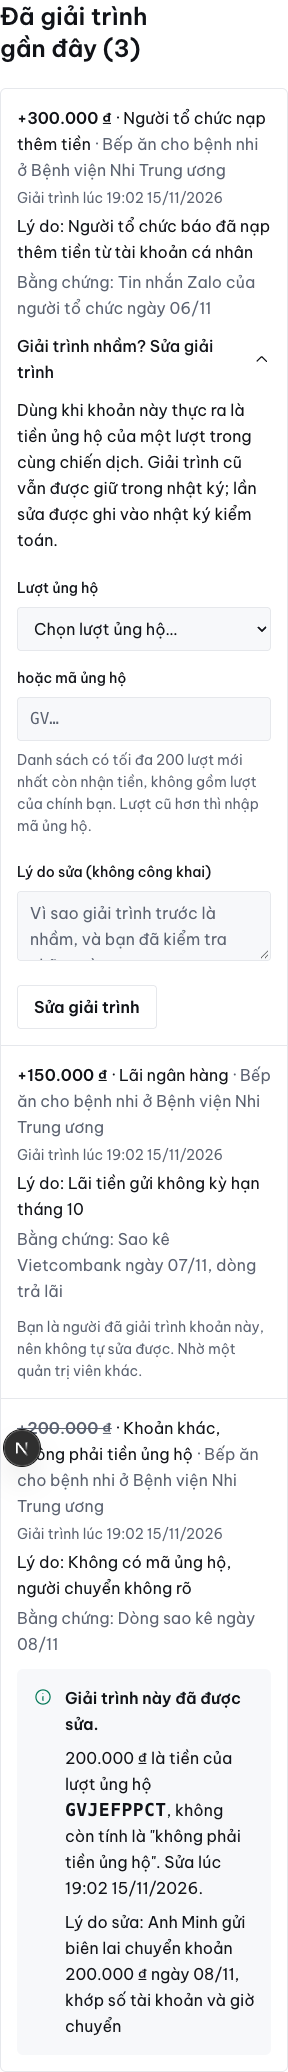 Đã giải trình
gần đây (3)
+300.000 ₫ · Người tổ chức nạp
thêm tiền · Bếp ăn cho bệnh nhi
ở Bệnh viện Nhi Trung ương
Giải trình lúc 19:02 15/11/2026
Lý do: Người tổ chức báo đã nạp
thêm tiền từ tài khoản cá nhân
Bằng chứng: Tin nhắn Zalo của
người tổ chức ngày 06/11
Giải trình nhầm? Sửa giải
trình
Dùng khi khoản này thực ra là
tiền ủng hộ của một lượt trong
cùng chiến dịch. Giải trình cũ
vẫn được giữ trong nhật ký; lần
sửa được ghi vào nhật ký kiểm
toán.
Lượt ủng hộ
Chọn lượt ủng hộ...
hoặc mã ủng hộ
GV…
Danh sách có tối đa 200 lượt mới
nhất còn nhận tiền, không gồm lượt
của chính bạn. Lượt cũ hơn thì nhập
mã ủng hộ.
Lý do sửa (không công khai)
Vì sao giải trình trước là
nhầm, và bạn đã kiểm tra
Sửa giải trình
+150.000 ₫ · Lãi ngân hàng · Bếp
ăn cho bệnh nhi ở Bệnh viện Nhi
Trung ương
Giải trình lúc 19:02 15/11/2026
Lý do: Lãi tiền gửi không kỳ hạn
tháng 10
Bằng chứng: Sao kê
Vietcombank ngày 07/11, dòng
trả lãi
Bạn là người đã giải trình khoản này,
nên không tự sửa được. Nhờ một
quản trị viên khác.
+200.000 ₫ · Khoản khác,
phải tiền ủng hộ · Bếp ăn
cho bệnh nhi ở Bệnh viện Nhi
Trung ương
Giải trình lúc 19:02 15/11/2026
Lý do: Không có mã ủng hộ,
người chuyển không rõ
Bằng chứng: Dòng sao kê ngày
08/11
Giải trình này đã được
sửa.
200.000 ₫ là tiền của
lượt ủng hộ
GVJEFPPCT, không
còn tính là "không phải
tiền ủng hộ". Sửa lúc
19:02 15/11/2026.
Lý do sửa: Anh Minh gửi
biên lai chuyển khoản
200.000 ₫ ngày 08/11,
khớp số tài khoản và giờ
chuyển